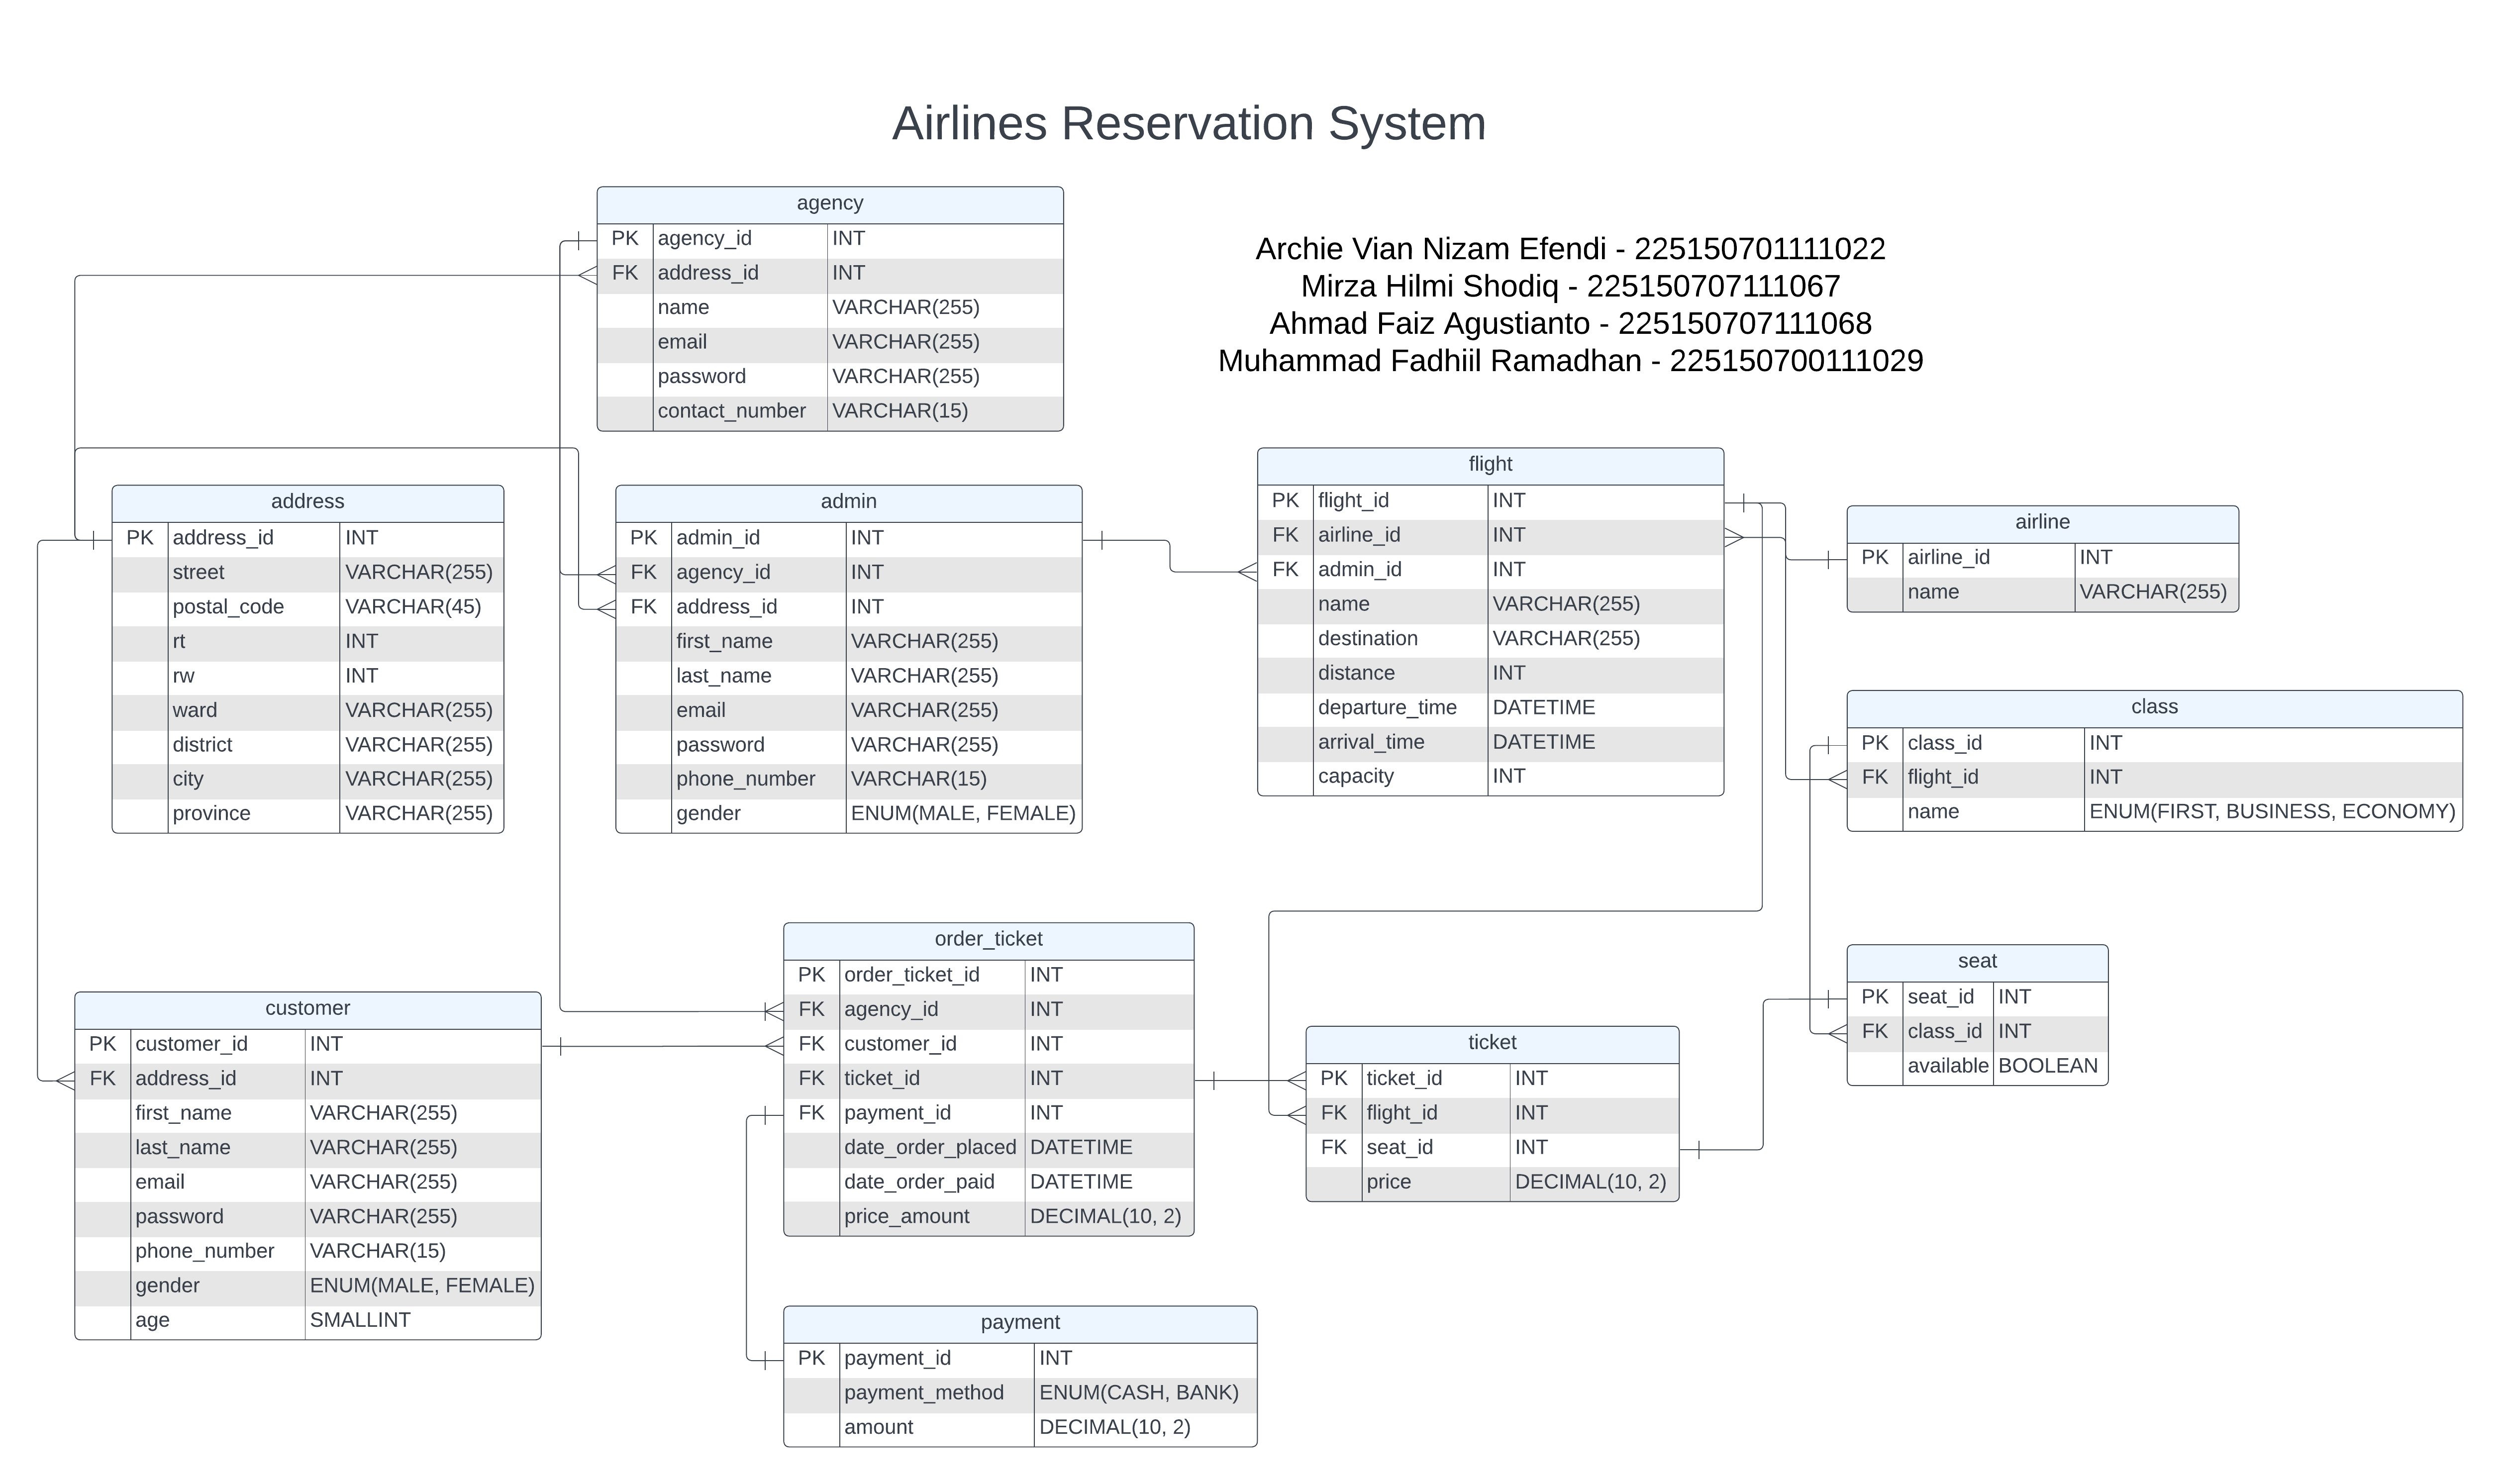 Airlines Reservation System
agency
PK agency_id INT
FK address_id INT
name VARCHAR(255)
email VARCHAR(255)
password VARCHAR(255)
contact_number VARCHAR(15)
Archie Vian Nizam Efendi - 225150701111022
Mirza Hilmi Shodiq - 225150707111067
Ahmad Faiz Agustianto - 225150707111068
Muhammad Fadhiil Ramadhan - 225150700111029
address
PK address_id INT
street VARCHAR(255)
postal_code VARCHAR(45)
rt INT
rw INT
ward VARCHAR(255)
district VARCHAR(255)
city VARCHAR(255)
province VARCHAR(255)
admin
PK admin_id INT
FK agency_id INT
FK address_id INT
first_name VARCHAR(255)
last_name VARCHAR(255)
email VARCHAR(255)
password VARCHAR(255)
phone_number VARCHAR(15)
gender ENUM(MALE, FEMALE)
flight
PK flight_id INT
FK airline_id INT
FK admin_id INT
name VARCHAR(255)
destination VARCHAR(255)
distance INT
departure_time DATETIME
arrival_time DATETIME
capacity INT
airline
PK airline_id INT
name VARCHAR(255)
class
PK class_id INT
FK flight_id INT
name ENUM(FIRST, BUSINESS, ECONOMY)
customer
PK customer_id INT
FK address_id INT
first_name VARCHAR(255)
last_name VARCHAR(255)
email VARCHAR(255)
password VARCHAR(255)
phone_number VARCHAR(15)
gender ENUM(MALE, FEMALE)
age SMALLINT
order_ticket
PK order_ticket_id INT
FK agency_id INT
FK customer_id INT
FK ticket_id INT
FK payment_id INT
date_order_placed DATETIME
date_order_paid DATETIME
price_amount DECIMAL(10, 2)
ticket
PK ticket_id INT
FK flight_id INT
FK seat_id INT
price DECIMAL(10, 2)
seat
PK seat_id INT
FK class_id INT
available BOOLEAN
payment
PK payment_id INT
payment_method ENUM(CASH, BANK)
amount DECIMAL(10, 2)